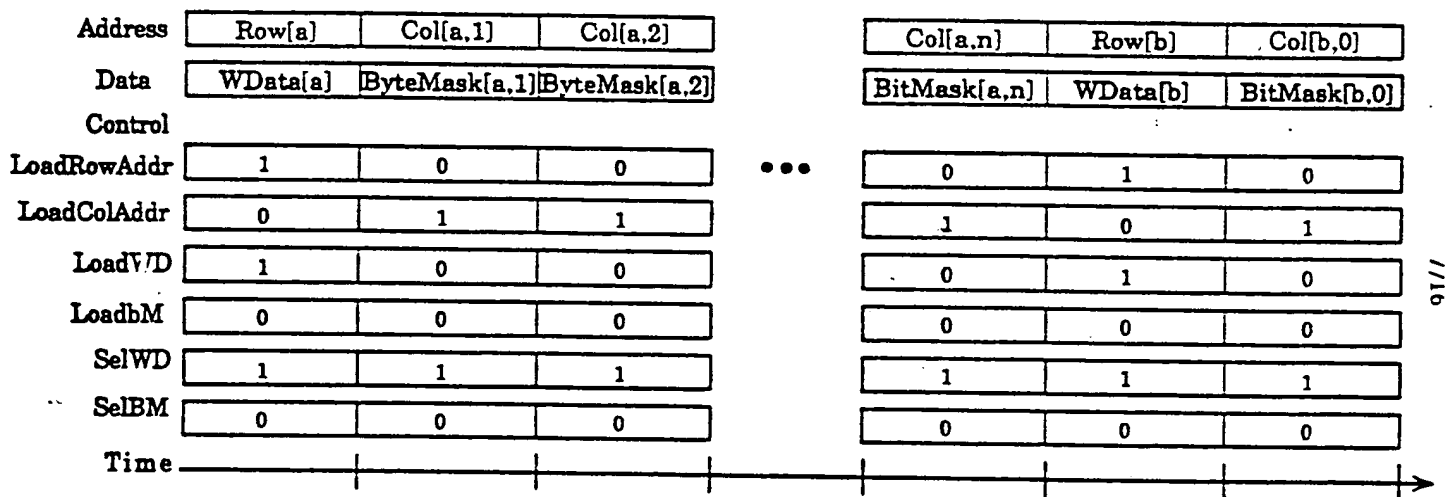 Address Row[a] Col[a,1] Col[a,2] Col[a,n] Row[b] Col[b,0]
Data WData[a] ByteMask[a,1] ByteMask[a,2] BitMask[a,n] WData[b] BitMask[b,0]
Control
LoadRowAddr 1 0 0 ••• 0 1 0
LoadColAddr 0 1 1 1 0 1
LoadWD 1 0 0 0 1 0
LoadbM 0 0 0 0 0 0
SelWD 1 1 1 1 1 1
SelBM 0 0 0 0 0 0
Time
11/16